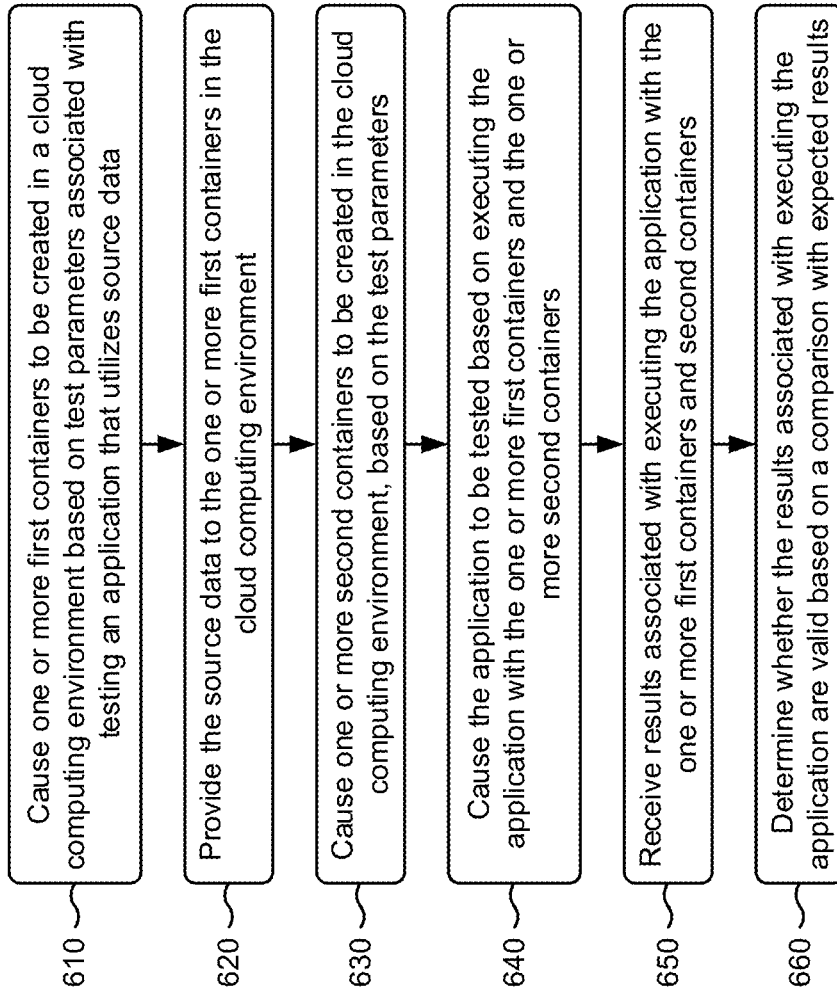 610
Cause one or more first containers to be created in a cloud
computing environment based on test parameters associated with
testing an application that utilizes source data
620
Provide the source data to the one or more first containers in the
cloud computing environment
630
Cause one or more second containers to be created in the cloud
computing environment, based on the test parameters
640
Cause the application to be tested based on executing the
application with the one or more first containers and the one or
more second containers
650
Receive results associated with executing the application with the
one or more first containers and second containers
660
Determine whether the results associated with executing the
application are valid based on a comparison with expected results